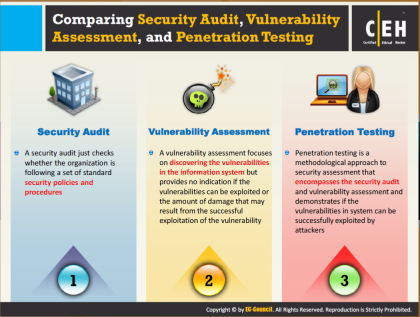 Comparing Security Audit, Vulnerability
Assessment, and Penetration Testing
C|EH
Certified Ethical Hacker
Security Audit
A security audit just checks
whether the organization is
following a set of standard
security policies and
procedures
Vulnerability Assessment
A vulnerability assessment focuses
on discovering the vulnerabilities
in the information system but
provides no indication if the
vulnerabilities can be exploited or
the amount of damage that may
result from the successful
exploitation of the vulnerability
Penetration Testing
Penetration testing is a
methodological approach to
security assessment that
encompasses the security audit
and vulnerability assessment and
demonstrates if the
vulnerabilities in system can be
successfully exploited by
attackers
1
2
3
Copyright © by EC-Council. All Rights Reserved. Reproduction is Strictly Prohibited.